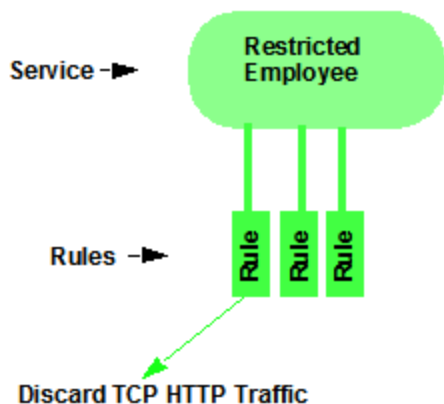 Restricted
Employee
Service
Rules
Rule
Rule
Rule
Discard TCP HTTP Traffic